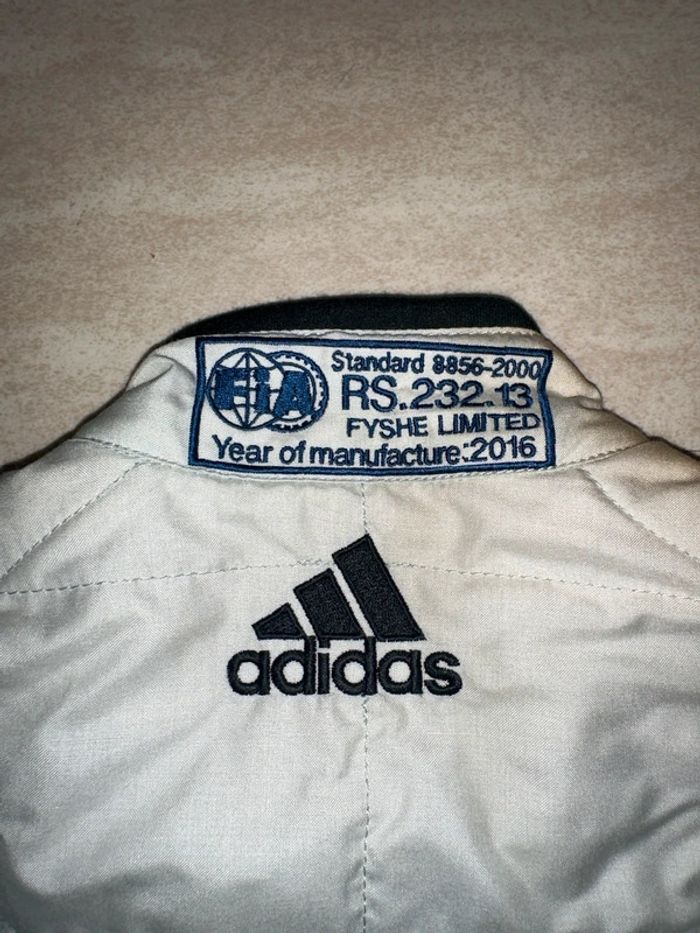 FiA
Standard 8856-2000
RS.232.13
FYSHE LIMITED
Year of manufacture:2016
adidas